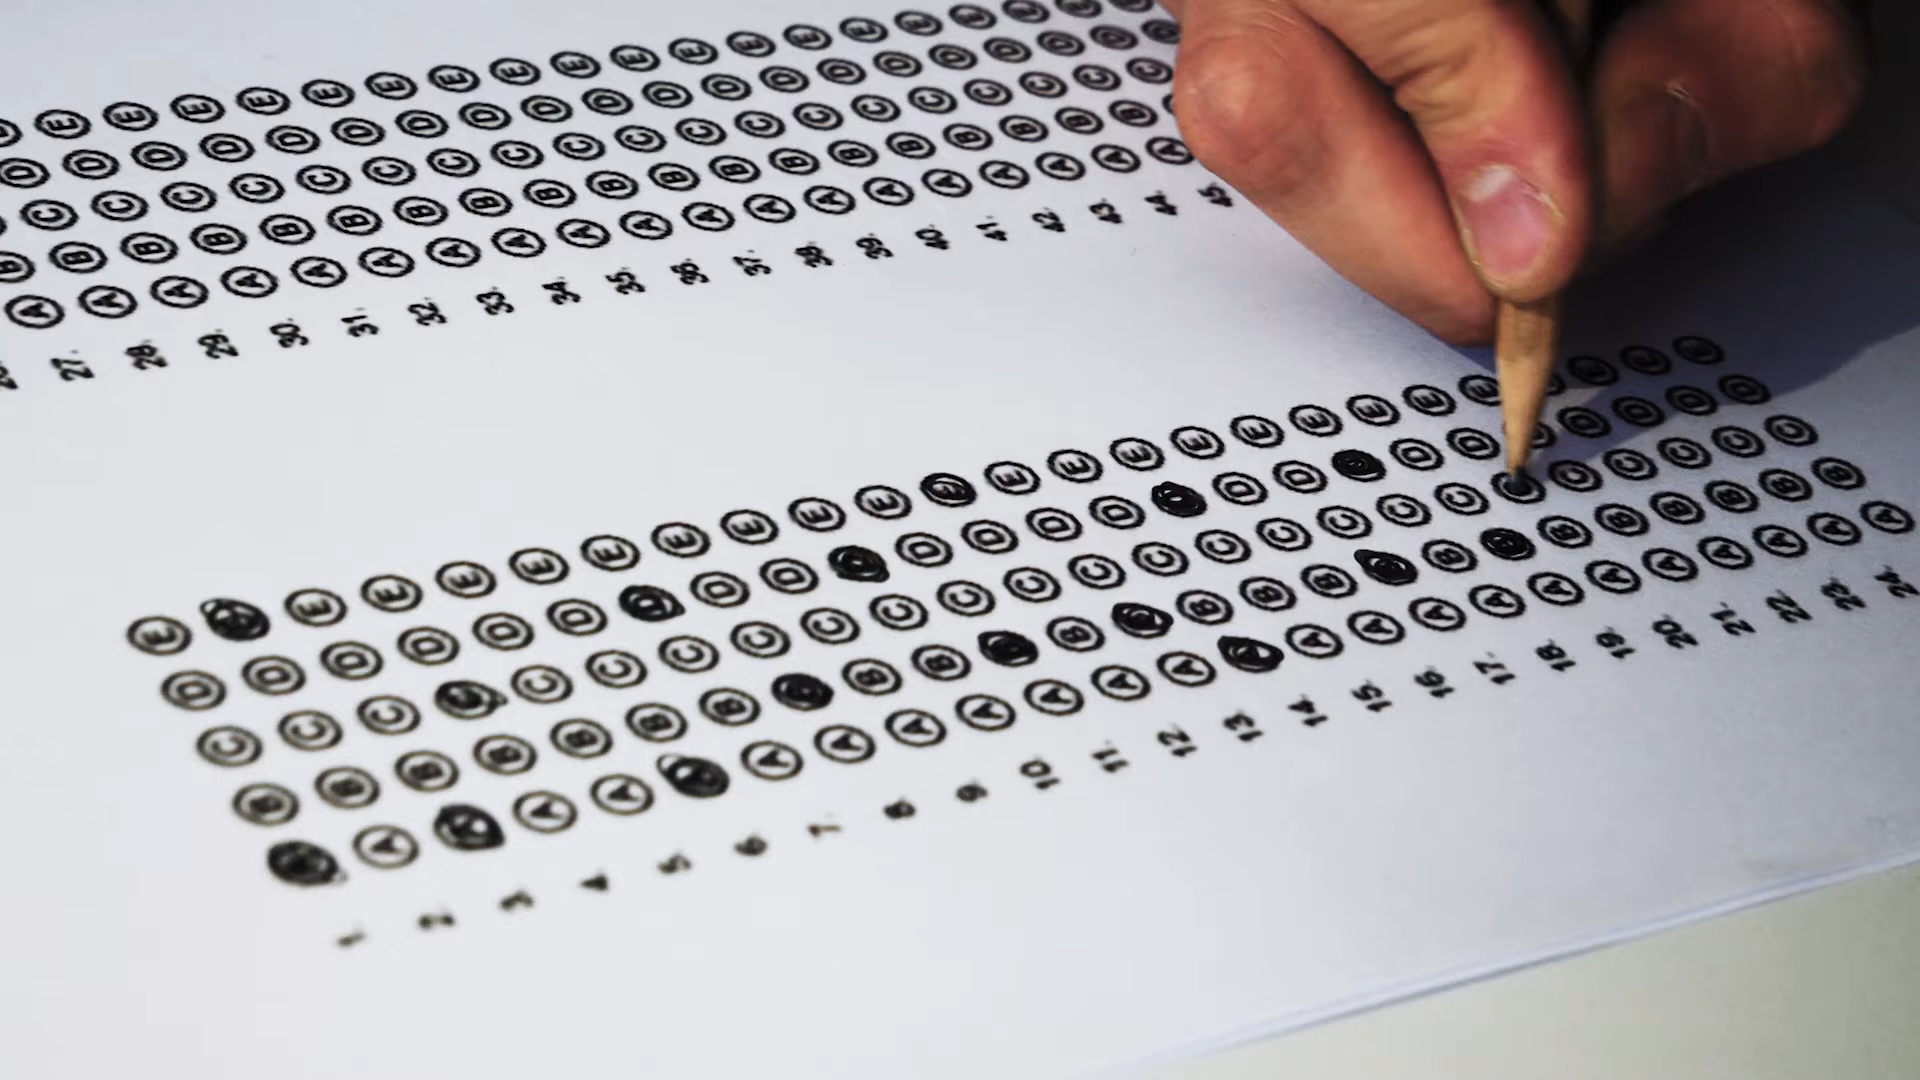 1. B C D E
2. A B C D
3. B C D E
4. A B D E
5. A B C D E
6. B C D E
7. A B C E
8. A C D E
9. A B C D E
10. A B C E
11. A C D E
12. A B C D
13. A C D E
14. B C D E
15. A B C E
16. A B C D E
17. A C D E
18. A B C E
19. A C D E
20. A B D E
21. A B C E
22. A B C D
23. A B C D E
24. A B C D E
A B C D E
27. A B
28. A B C D
29. A B C D E
30. A B C D E
31. A B C D E
32. A B C D E
33. A B C D E
34. A B C D E
35. A B C D E
36. A B C D E
37. A B C D E
38. A B C D E
39. A B C D E
40. A B C D E
41. A B C D E
42. A B C D E
43. A B C D E
44. A B C D E
45. A B C D E